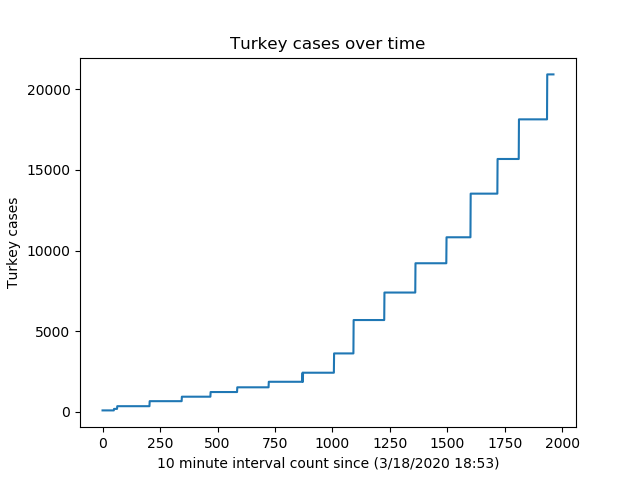 Turkey cases over time
20000
15000
10000
5000
0
Turkey cases
0 250 500 750 1000 1250 1500 1750 2000
10 minute interval count since (3/18/2020 18:53)